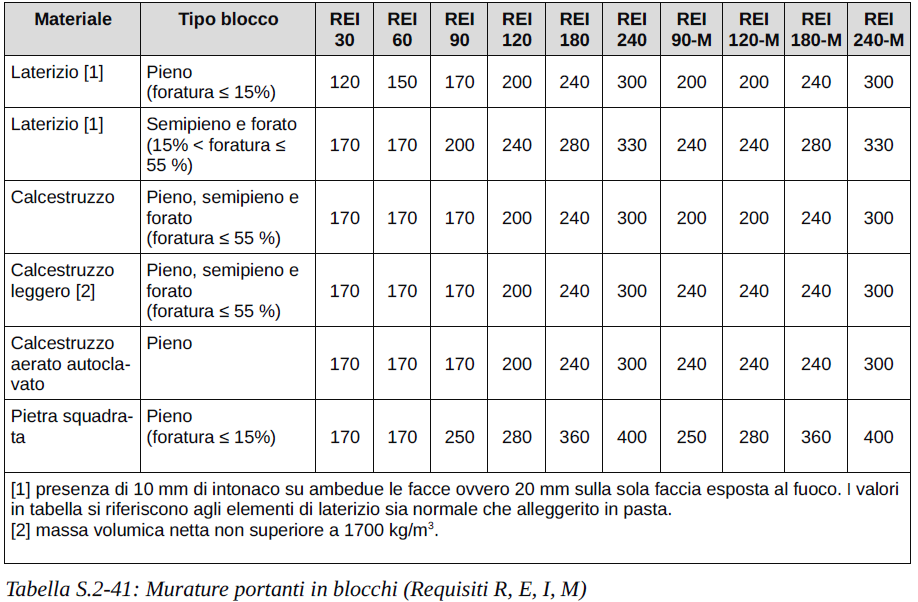 Materiale Tipo blocco REI 30 REI 60 REI 90 REI 120 REI 180 REI 240 REI 90-M REI 120-M REI 180-M REI 240-M
Laterizio [1] Pieno
(foratura ≤ 15%) 120 150 170 200 240 300 200 200 240 300
Laterizio [1] Semipieno e forato
(15% < foratura ≤
55 %) 170 170 200 240 280 330 240 240 280 330
Calcestruzzo Pieno, semipieno e
forato
(foratura ≤ 55 %) 170 170 170 200 240 300 200 200 240 300
Calcestruzzo Pieno, semipieno e
leggero [2] forato
(foratura ≤ 55 %) 170 170 170 200 240 300 240 240 240 300
Calcestruzzo Pieno
aerato autocla-
vato 170 170 170 200 240 300 240 240 240 300
Pietra squadra- Pieno
ta (foratura ≤ 15%) 170 170 250 280 360 400 250 280 360 400
[1] presenza di 10 mm di intonaco su ambedue le facce ovvero 20 mm sulla sola faccia esposta al fuoco. I valori
in tabella si riferiscono agli elementi di laterizio sia normale che alleggerito in pasta.
[2] massa volumica netta non superiore a 1700 kg/m³.
Tabella S.2-41: Murature portanti in blocchi (Requisiti R, E, I, M)